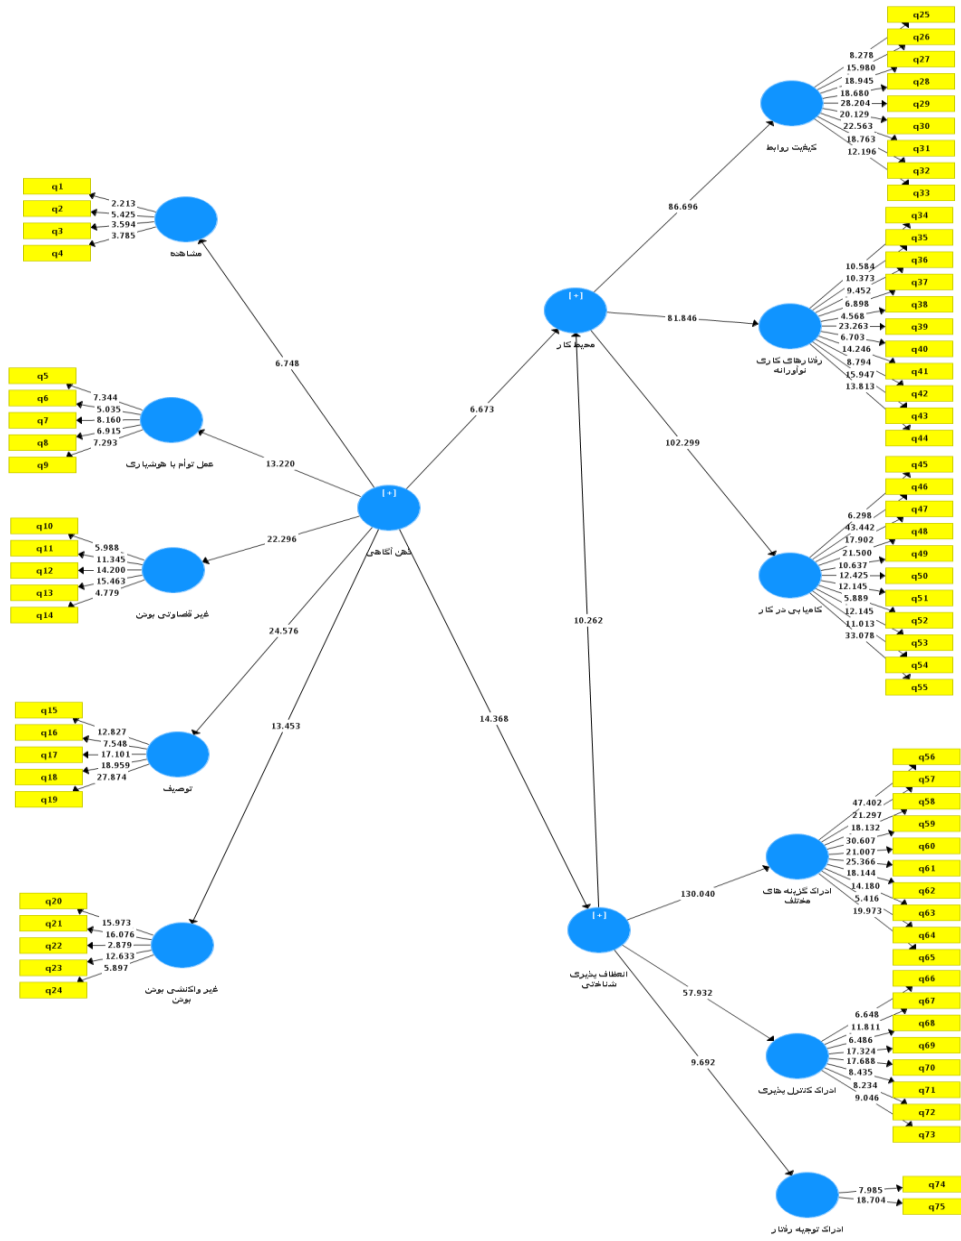 q1
q2
q3
q4
2.213
5.425
3.594
3.785
مشاهده
q5
q6
q7
q8
q9
7.344
5.035
8.160
6.915
7.293
عمل توأم با هوشیاری
q10
q11
q12
q13
q14
5.988
11.345
14.200
15.463
4.779
غیر قضاوتی بودن
q15
q16
q17
q18
q19
12.827
7.548
17.101
18.959
27.874
توصیف
q20
q21
q22
q23
q24
15.973
16.076
2.879
12.633
5.897
غیر واکنشی بودن
بودن
6.748
13.220
22.296
24.576
13.453
[+]
ذهن آگاهی
6.673
14.368
10.262
[+]
محیط کار
86.696
81.846
102.299
[+]
انعطاف پذیری
شناختی
130.040
57.932
9.692
کیفیت روابط
8.278
15.980
18.945
18.680
28.204
20.129
22.563
18.763
12.196
q25
q26
q27
q28
q29
q30
q31
q32
q33
رفتارهای کاری
نوآورانه
10.584
10.373
9.452
6.898
4.568
23.263
6.703
14.246
8.794
15.947
13.813
q34
q35
q36
q37
q38
q39
q40
q41
q42
q43
q44
کامیابی در کار
6.298
43.442
17.902
21.500
10.637
12.425
12.145
5.889
12.145
11.013
33.078
q45
q46
q47
q48
q49
q50
q51
q52
q53
q54
q55
ادراک گزینه های
مختلف
47.402
21.297
18.132
30.607
21.007
25.366
18.144
14.180
5.416
19.973
q56
q57
q58
q59
q60
q61
q62
q63
q64
q65
ادراک کنترل پذیری
6.648
11.811
6.486
17.324
17.688
8.435
8.234
9.046
q66
q67
q68
q69
q70
q71
q72
q73
ادراک توجیه رفتار
7.985
18.704
q74
q75